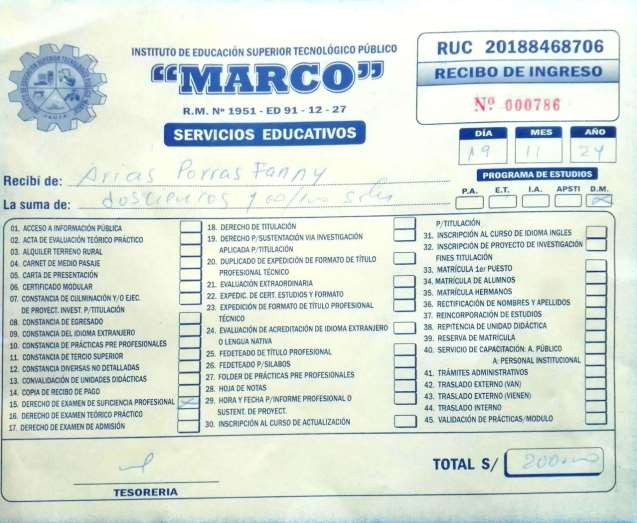 INSTITUTO DE EDUCACIÓN SUPERIOR TECNOLÓGICO PÚBLICO
"MARCO"
R.M. Nº 1951 - ED 91 - 12 - 27
SERVICIOS EDUCATIVOS
RUC 20188468706
RECIBO DE INGRESO
Nº 000786
DÍA MES AÑO
19 11 24
Recibí de: Arias Porras Fanny
La suma de: doscientos y 00/100 soles
PROGRAMA DE ESTUDIOS
P.A. E.T. I.A. APSTI D.M.
01. ACCESO A INFORMACIÓN PÚBLICA
02. ACTA DE EVALUACIÓN TEÓRICO PRÁCTICO
03. ALQUILER TERRENO RURAL
04. CARNET DE MEDIO PASAJE
05. CARTA DE PRESENTACIÓN
06. CERTIFICADO MODULAR
07. CONSTANCIA DE CULMINACIÓN Y/O EJEC.
DE PROYECT. INVEST. P/TITULACIÓN
08. CONSTANCIA DE EGRESADO
09. CONSTANCIA DEL IDIOMA EXTRANJERO
10. CONSTANCIA DE PRÁCTICAS PRE PROFESIONALES
11. CONSTANCIA DE TERCIO SUPERIOR
12. CONSTANCIA DIVERSAS NO DETALLADAS
13. CONVALIDACIÓN DE UNIDADES DIDÁCTICAS
14. COPIA DE RECIBO DE PAGO
15. DERECHO DE EXAMEN DE SUFICIENCIA PROFESIONAL
16. DERECHO DE EXAMEN TEÓRICO PRÁCTICO
17. DERECHO DE EXAMEN DE ADMISIÓN
18. DERECHO DE TITULACIÓN
19. DERECHO P/SUSTENTACIÓN VIA INVESTIGACIÓN
APLICADA P/TITULACIÓN
20. DUPLICADO DE EXPEDICIÓN DE FORMATO DE TÍTULO
PROFESIONAL TÉCNICO
21. EVALUACIÓN EXTRAORDINARIA
22. EXPEDIC. DE CERT. ESTUDIOS Y FORMATO
23. EXPEDICIÓN DE FORMATO DE TÍTULO PROFESIONAL
TÉCNICO
24. EVALUACIÓN DE ACREDITACIÓN DE IDIOMA EXTRANJERO
O LENGUA NATIVA
25. FEDETEADO DE TÍTULO PROFESIONAL
26. FEDETEADO P/SILABOS
27. FOLDER DE PRÁCTICAS PRE PROFESIONALES
28. HOJA DE NOTAS
29. HORA Y FECHA P/INFORME PROFESIONAL O
SUSTENT. DE PROYECT.
30. INSCRIPCIÓN AL CURSO DE ACTUALIZACIÓN
P/TITULACIÓN
31. INSCRIPCIÓN AL CURSO DE IDIOMA INGLES
32. INSCRIPCIÓN DE PROYECTO DE INVESTIGACIÓN
FINES TITULACIÓN
33. MATRÍCULA 1er PUESTO
34. MATRÍCULA DE ALUMNOS
35. MATRÍCULA HERMANOS
36. RECTIFICACIÓN DE NOMBRES Y APELLIDOS
37. REINCORPORACIÓN DE ESTUDIOS
38. REPITENCIA DE UNIDAD DIDÁCTICA
39. RESERVA DE MATRÍCULA
40. SERVICIO DE CAPACITACIÓN: A. PÚBLICO
A: PERSONAL INSTITUCIONAL
41. TRÁMITES ADMINISTRATIVOS
42. TRASLADO EXTERNO (VAN)
43. TRASLADO EXTERNO (VIENEN)
44. TRASLADO INTERNO
45. VALIDACIÓN DE PRÁCTICAS/MODULO
TESORERIA
TOTAL S/ 200.00